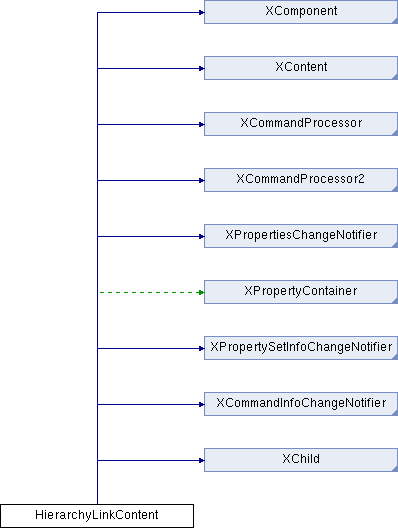 XComponent
XContent
XCommandProcessor
XCommandProcessor2
XPropertiesChangeNotifier
XPropertyContainer
XPropertySetInfoChangeNotifier
XCommandInfoChangeNotifier
XChild
HierarchyLinkContent